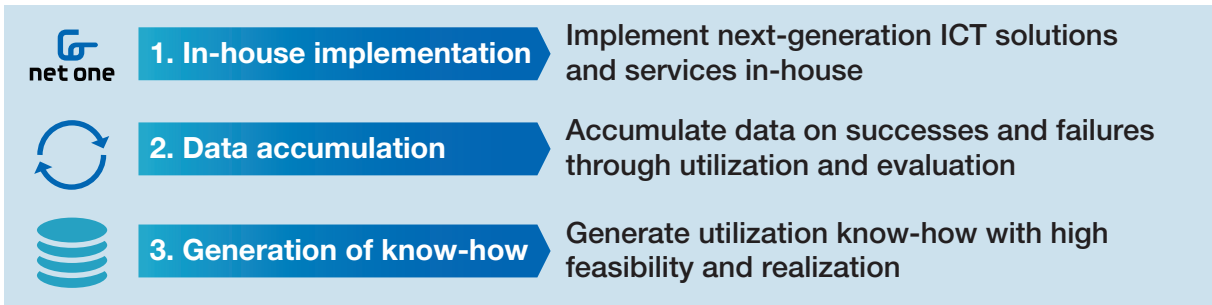 net one
1. In-house implementation
Implement next-generation ICT solutions
and services in-house
2. Data accumulation
Accumulate data on successes and failures
through utilization and evaluation
3. Generation of know-how
Generate utilization know-how with high
feasibility and realization